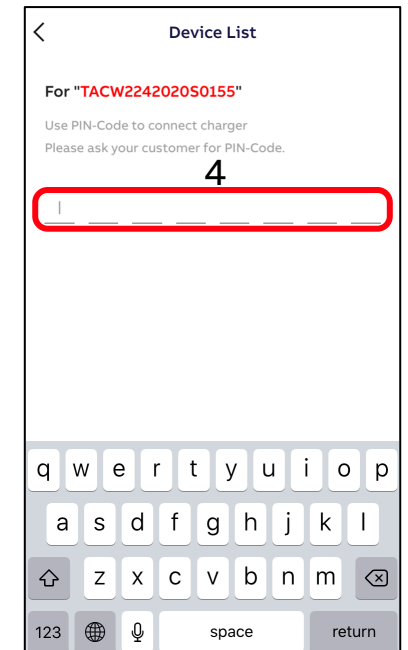 Device List
For "TACW2242020S0155"
Use PIN-Code to connect charger
Please ask your customer for PIN-Code.
4
q w e r t y u i o p
a s d f g h j k l
z x c v b n m
123 space return